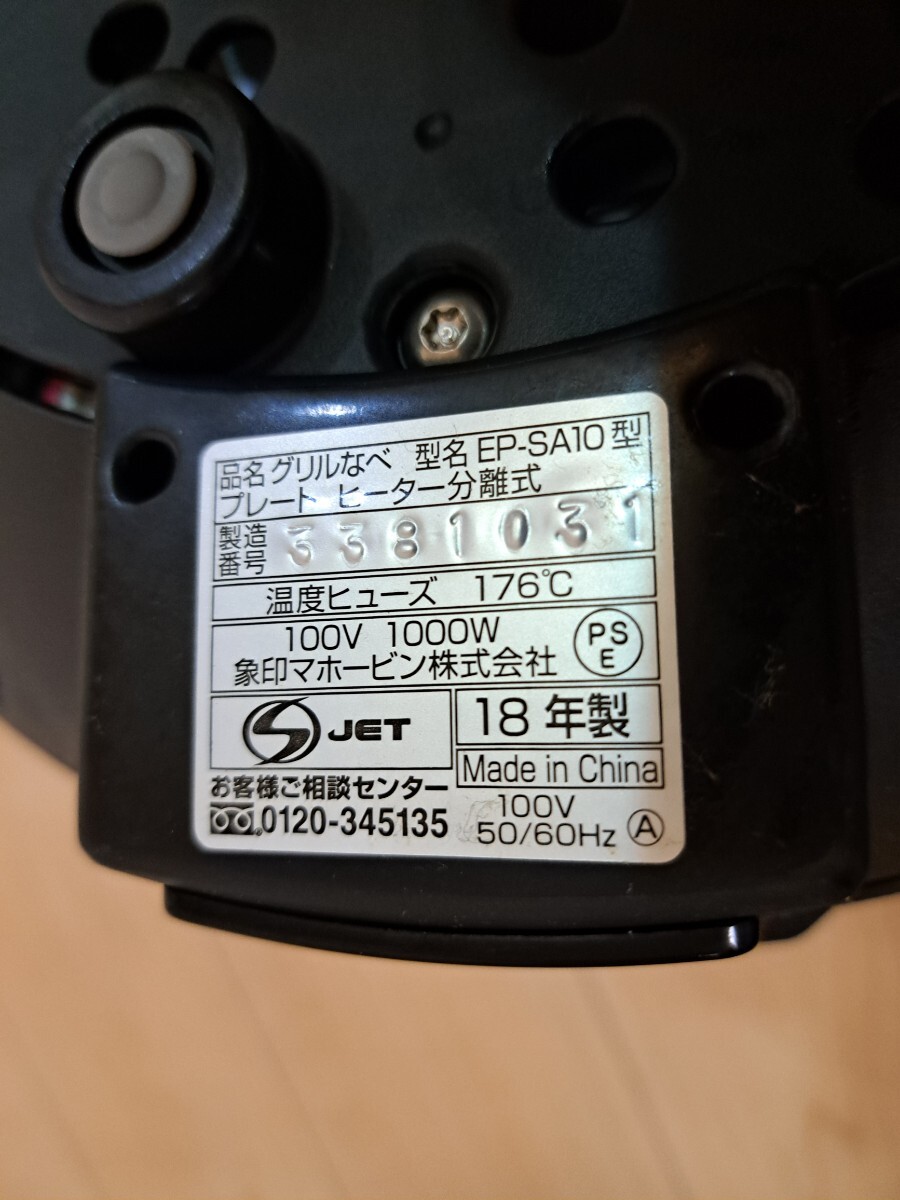 品名 グリルなべ 型名 EP-SA10型
プレート ヒーター分離式
製造番号 3381031
温度ヒューズ 176℃
100V 1000W
象印マホービン株式会社
PS
E
JET
18年製
Made in China
お客様ご相談センター
0120-345135
100V
50/60Hz
A